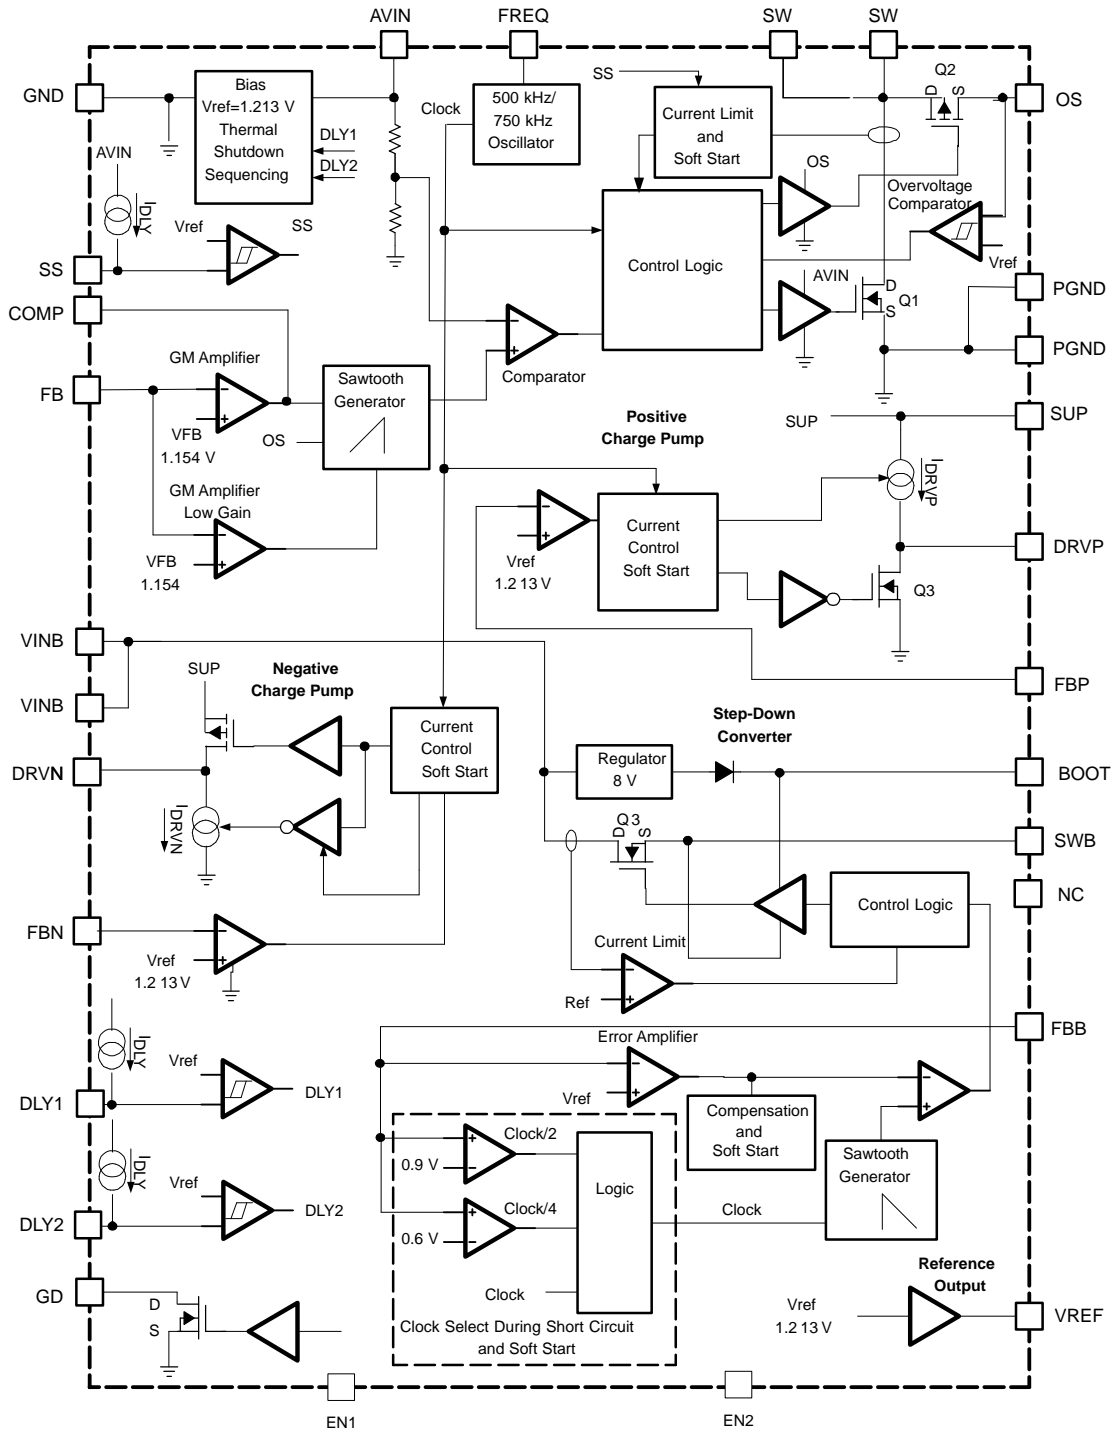 AVIN
FREQ
SW
SW
GND
Bias
Vref=1.213 V
Thermal
Shutdown
Sequencing
DLY1
DLY2
Clock
500 kHz/
750 kHz
Oscillator
SS
Current Limit
and
Soft Start
Q2
D
S
OS
AVIN
IDLY
Vref
SS
SS
Control Logic
OS
Overvoltage
Comparator
Vref
AVIN
D
Q1
S
PGND
PGND
COMP
GM Amplifier
FB
VFB
1.154 V
OS
Sawtooth
Generator
Comparator
GM Amplifier
Low Gain
VFB
1.154
Positive
Charge Pump
SUP
SUP
IDRVP
Vref
1.2 13 V
Current
Control
Soft Start
DRVP
Q3
VINB
VINB
SUP
Negative
Charge Pump
FBP
Current
Control
Soft Start
DRVN
IDRVN
Step-Down
Converter
Regulator
8 V
BOOT
Q3
D
S
SWB
NC
Control Logic
FBN
Vref
1.2 13 V
Current Limit
Ref
FBB
IDLY
Vref
DLY1
DLY1
Error Amplifier
Vref
Compensation
and
Soft Start
Sawtooth
Generator
IDLY
Vref
DLY2
DLY2
Clock/2
0.9 V
Clock/4
0.6 V
Logic
Clock
Clock
Clock Select During Short Circuit
and Soft Start
GD
D
S
Reference
Output
Vref
1.2 13 V
VREF
EN1
EN2